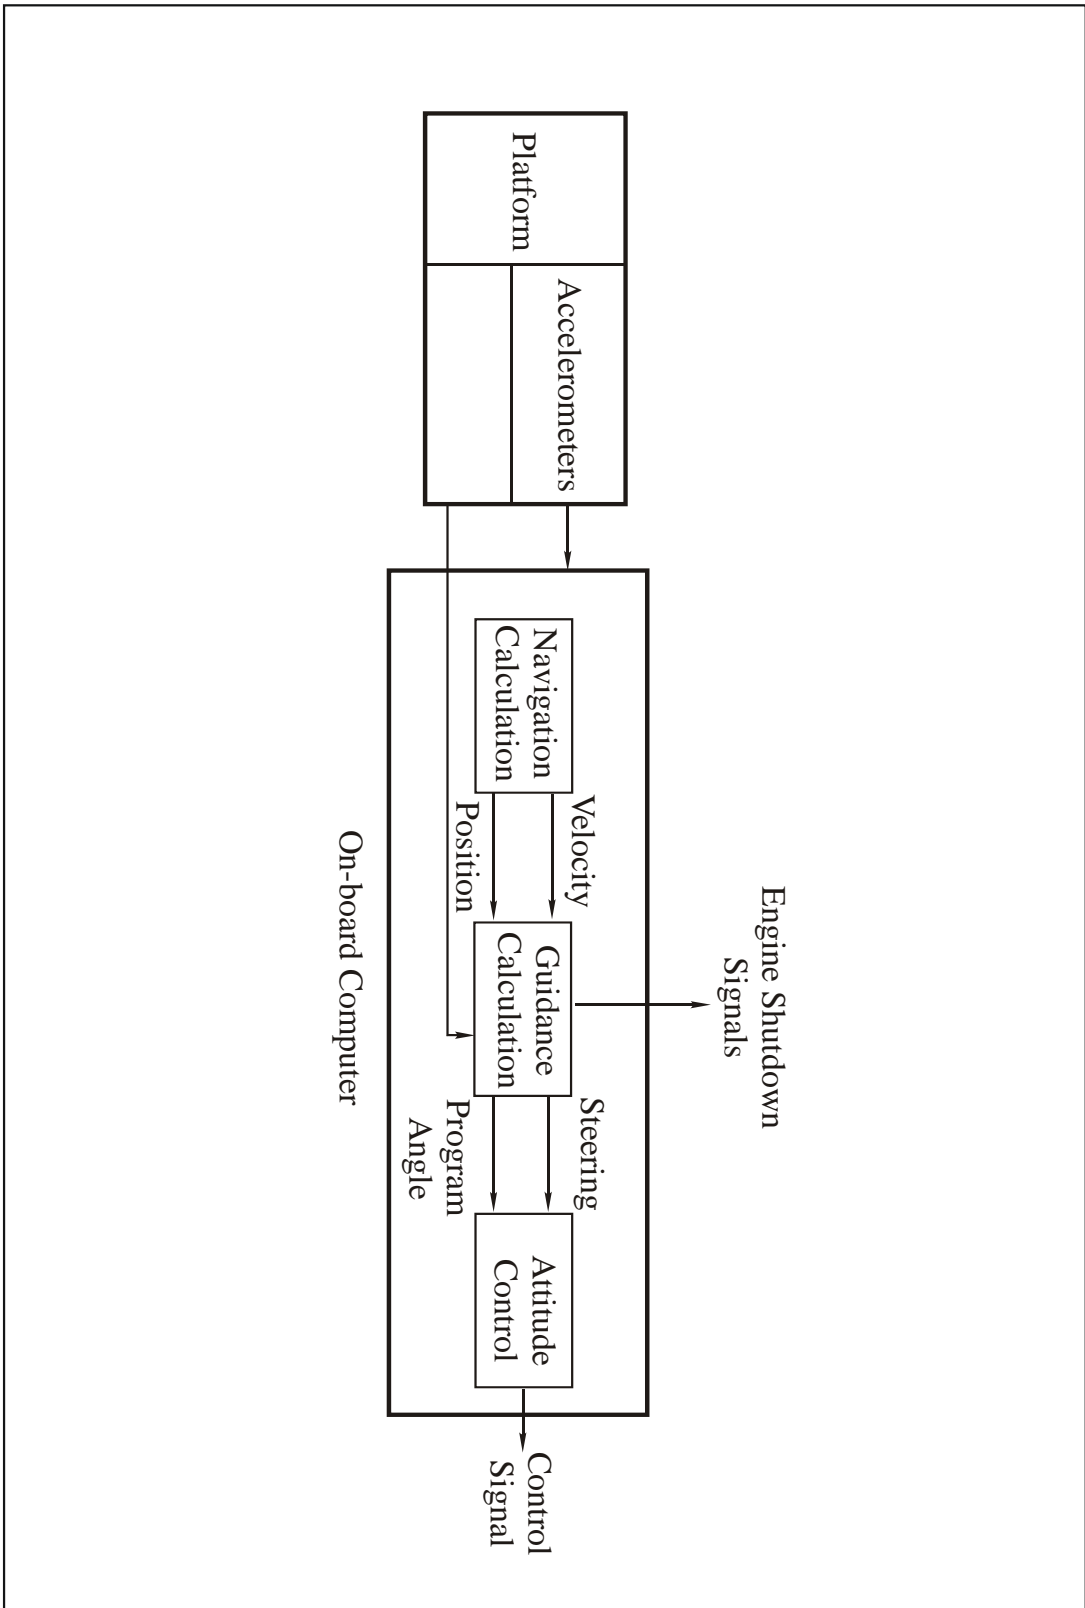 Platform
Accelerometers
Navigation
Calculation
Velocity
Position
Guidance
Calculation
Engine Shutdown
Signals
Steering
Program
Angle
Attitude
Control
Control
Signal
On-board Computer